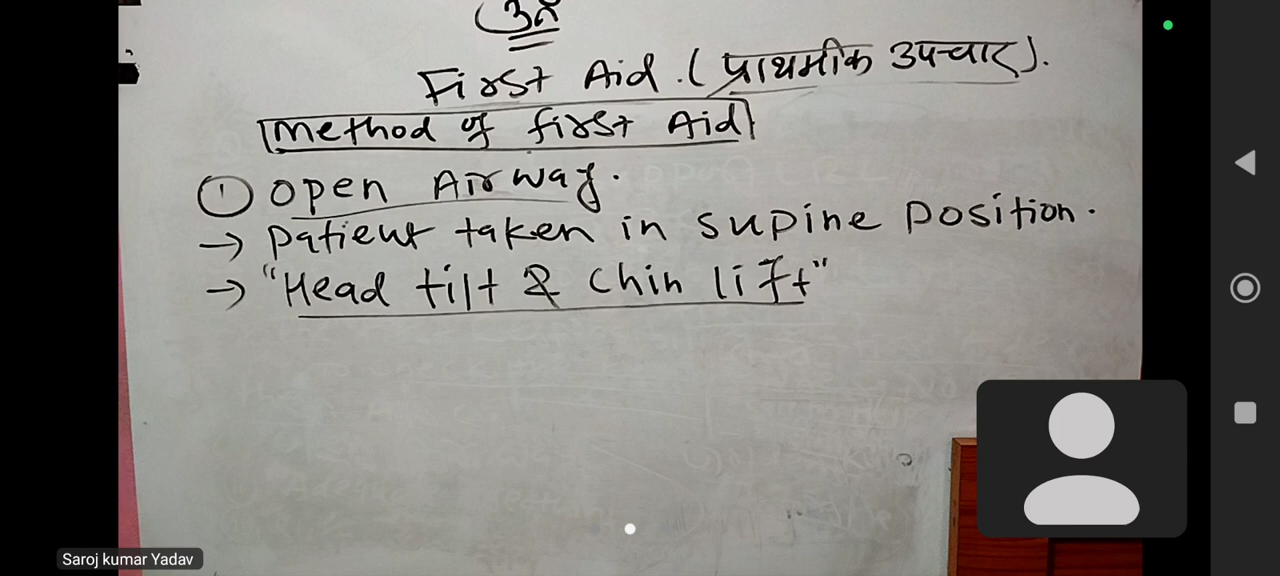 First Aid. (प्राथमीक उपचार).
Method of first Aid
① open Airway.
→ patient taken in supine position.
→ "Head tilt & chin lift"
Saroj kumar Yadav